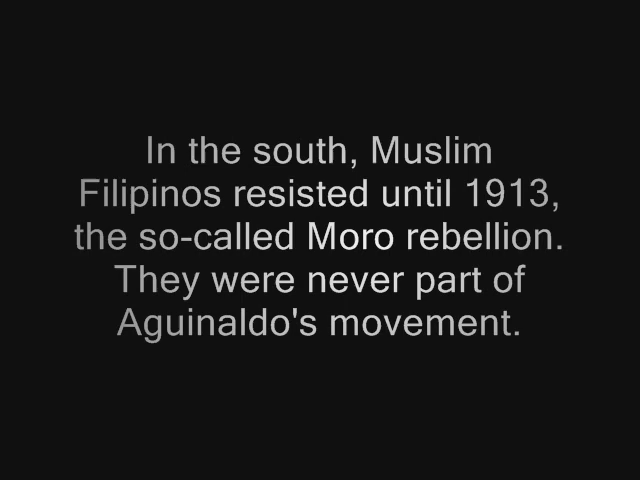 In the south, Muslim
Filipinos resisted until 1913,
the so-called Moro rebellion.
They were never part of
Aguinaldo's movement.